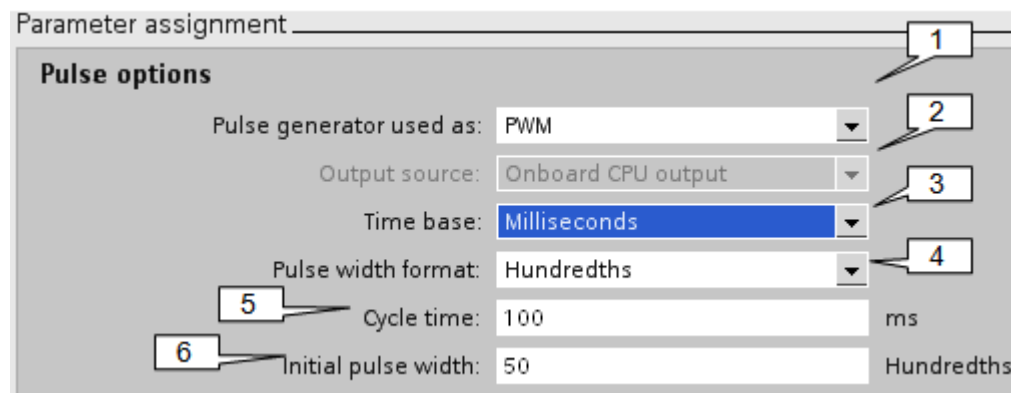 Parameter assignment
1
Pulse options
Pulse generator used as: PWM
2
Output source: Onboard CPU output
3
Time base: Milliseconds
4
Pulse width format: Hundredths
5
Cycle time: 100 ms
6
Initial pulse width: 50 Hundredths